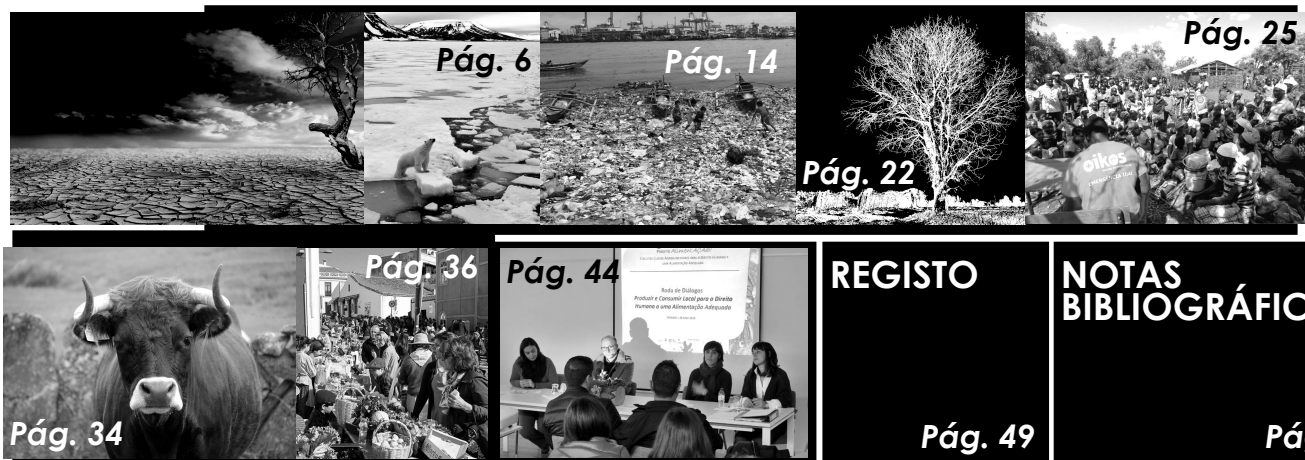 Pág. 6
Pág. 14
Pág. 22
Pág. 25
oikos
Pág. 34
Pág. 36
Pág. 44
Roda de Diálogos
Produzir e Consumir Local para o Direito
Humano a uma Alimentação Adequada
REGISTO
Pág. 49
NOTAS
BIBLIOGRÁFICO
Pá